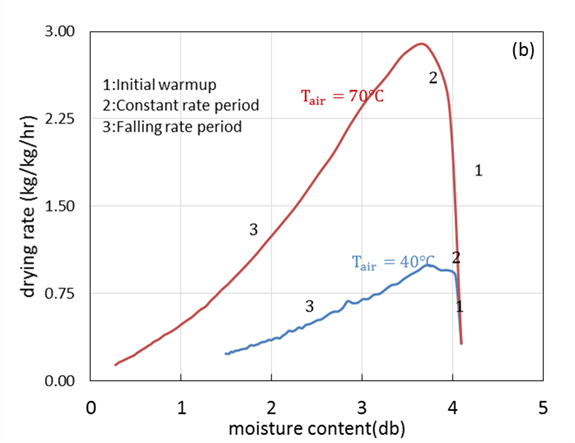 (b)
3.00
2.25
1.50
0.75
0.00
drying rate (kg/kg/hr)
1:Initial warmup
2:Constant rate period
3:Falling rate period
Tair = 70°C
2
1
3
Tair = 40°C
2
3
1
0 1 2 3 4 5
moisture content(db)